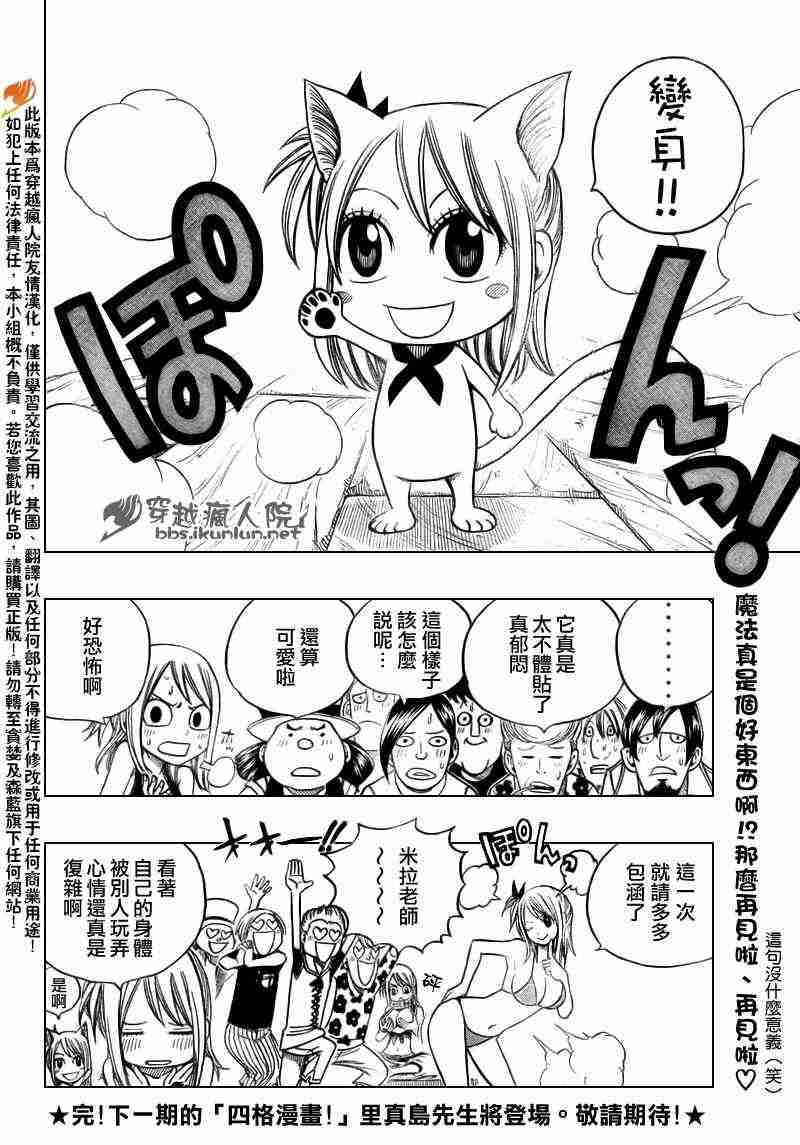 變身!!
ぽんっ!
穿越瘋人院
bbs.ikunlun.net
………
它真是
太不體貼了
真郁悶
這個樣子
該怎麼
說呢…
還算
可愛啦
好恐怖啊
這一次
就請多多
包涵了
ぽんっ
米拉老師
~~~~
看著
自己的身體
被別人玩弄
心情還真是
復雜啊
是啊
魔法真是個好東西啊!?那麼再見啦、再見啦♡
這句沒什麼意義(笑)
★完!下一期的「四格漫畫!」里真島先生將登場。敬請期待!★
此版本爲穿越瘋人院友情漢化,僅供學習交流之用,其圖、翻譯以及任何部分不得進行修改或用于任何商業用途!
如犯上任何法律責任,本小組概不負責。若您喜歡此作品,請購買正版!請勿轉至貪婪及森藍旗下任何網站!